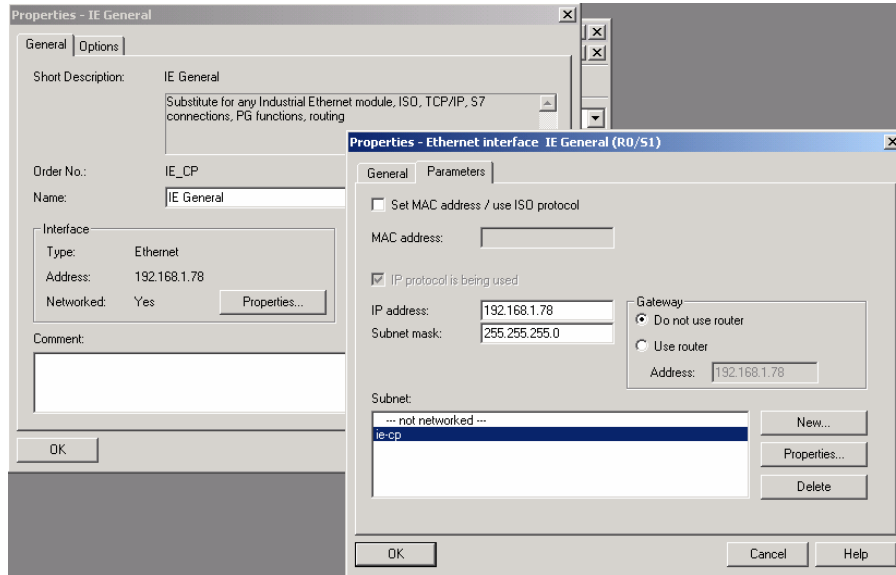 Properties - IE General
General
Options
Short Description:
IE General
Substitute for any Industrial Ethernet module, ISO, TCP/IP, S7
connections, PG functions, routing
Order No.:
IE_CP
Name:
IE General
Interface
Type:
Ethernet
Address:
192.168.1.78
Networked:
Yes
Properties...
Comment:
OK
Properties - Ethernet interface IE General (R0/S1)
General
Parameters
Set MAC address / use ISO protocol
MAC address:
IP protocol is being used
IP address:
192.168.1.78
Subnet mask:
255.255.255.0
Gateway
Do not use router
Use router
Address:
192.168.1.78
Subnet:
--- not networked ---
ie-cp
New...
Properties...
Delete
OK
Cancel
Help